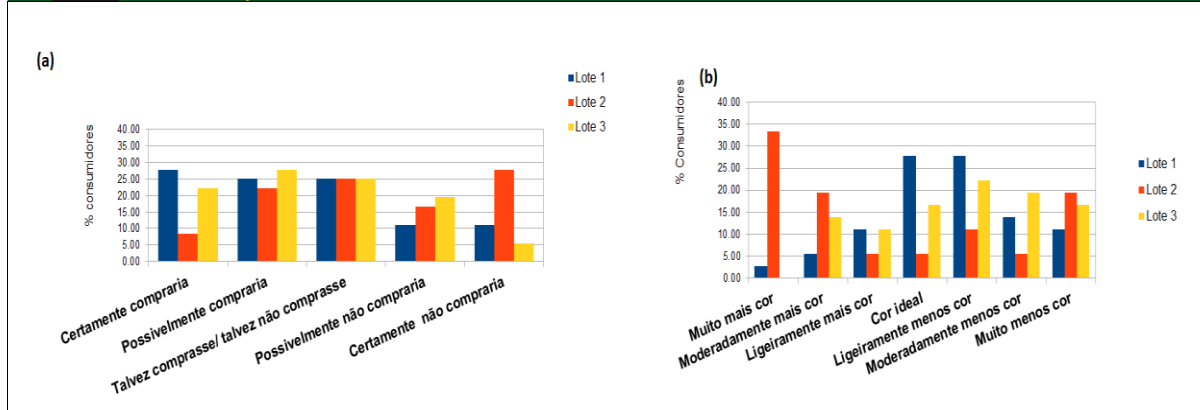 (a)
Lote 1
Lote 2
Lote 3
% consumidores
40.00
35.00
30.00
25.00
20.00
15.00
10.00
5.00
0.00
Certamente compraria
Possivelmente compraria
Talvez comprasse/ talvez não comprasse
Possivelmente não compraria
Certamente não compraria
(b)
% Consumidores
40.00
35.00
30.00
25.00
20.00
15.00
10.00
5.00
0.00
Muito mais cor
Moderadamente mais cor
Ligeiramente mais cor
Cor ideal
Ligeiramente menos cor
Moderadamente menos cor
Muito menos cor
Lote 1
Lote 2
Lote 3